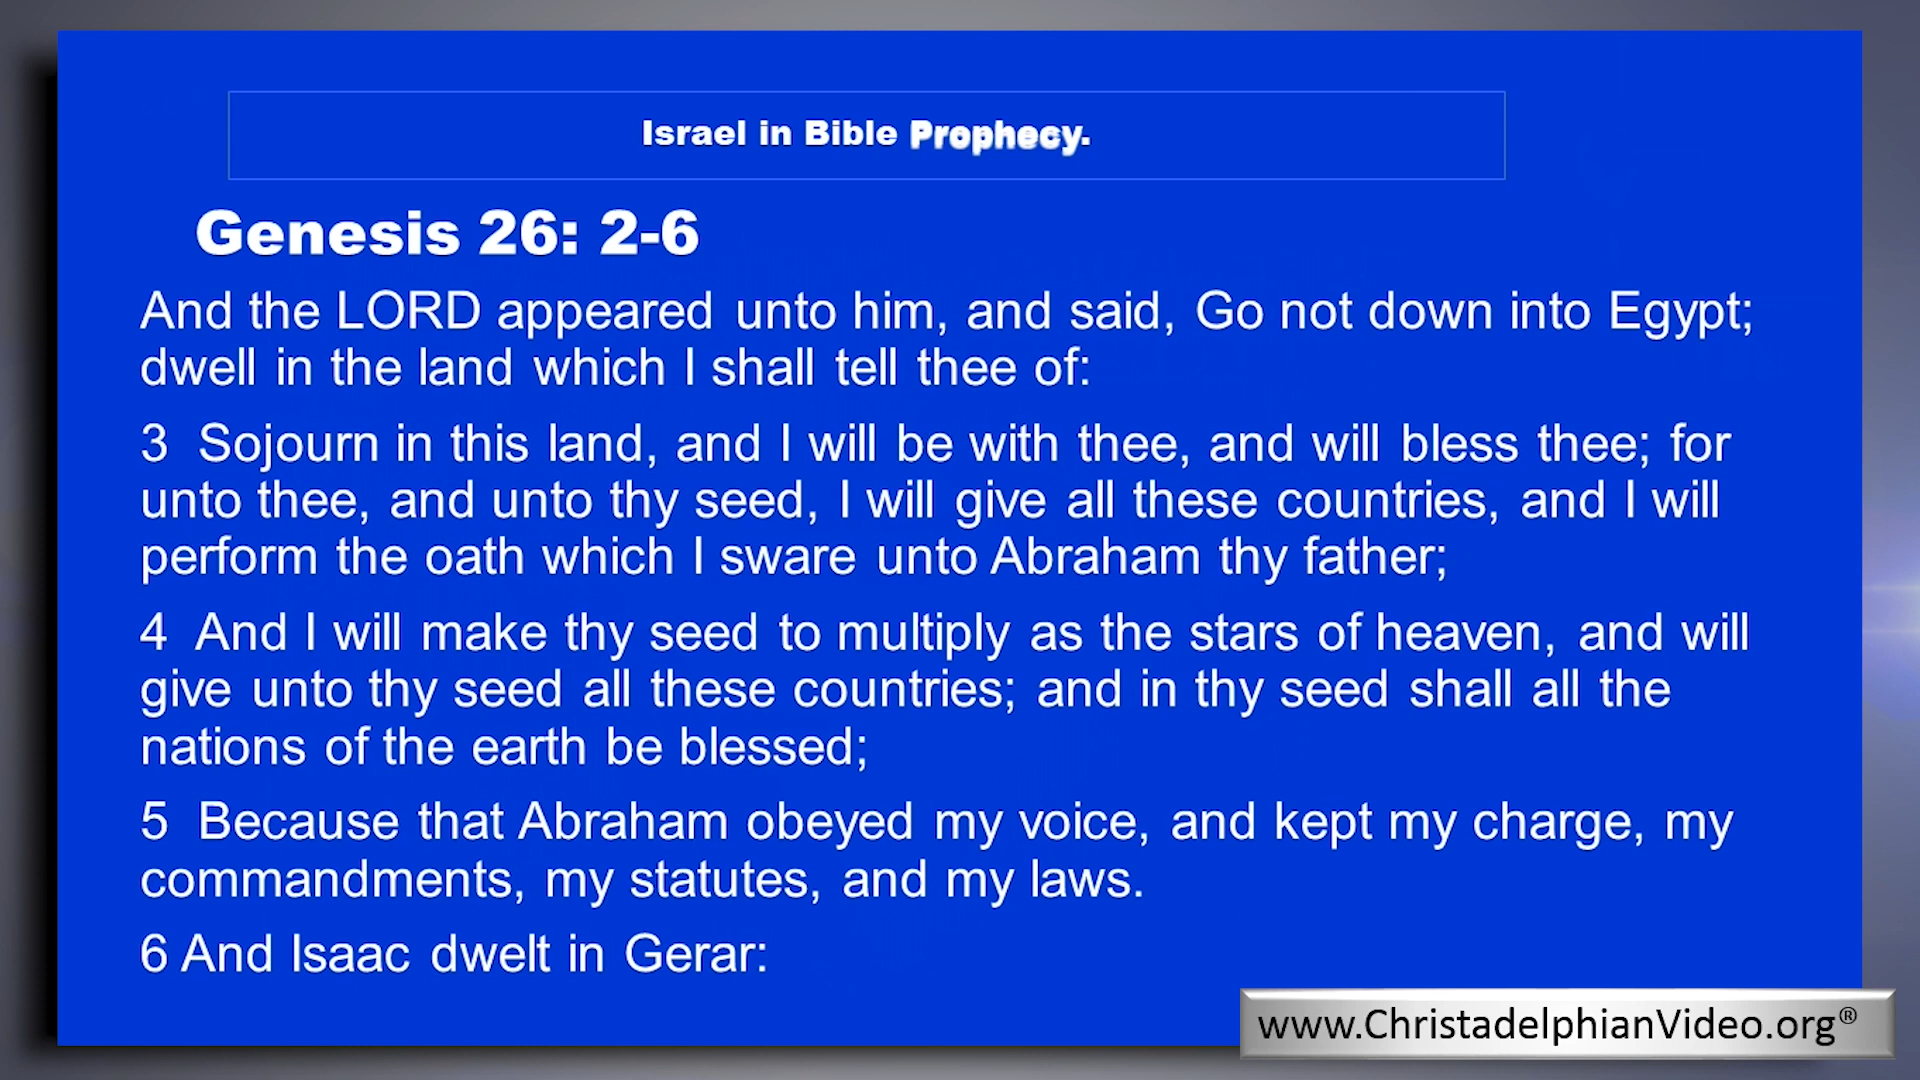 Israel in Bible Prophecy.
Genesis 26: 2-6
And the LORD appeared unto him, and said, Go not down into Egypt;
dwell in the land which I shall tell thee of:
3 Sojourn in this land, and I will be with thee, and will bless thee; for
unto thee, and unto thy seed, I will give all these countries, and I will
perform the oath which I sware unto Abraham thy father;
4 And I will make thy seed to multiply as the stars of heaven, and will
give unto thy seed all these countries; and in thy seed shall all the
nations of the earth be blessed;
5 Because that Abraham obeyed my voice, and kept my charge, my
commandments, my statutes, and my laws.
6 And Isaac dwelt in Gerar:
www.ChristadelphianVideo.org®